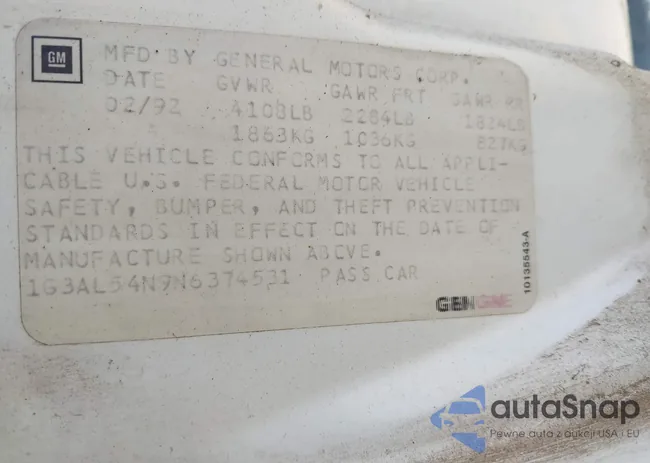 GM
MFD BY GENERAL MOTORS CORP.
DATE GVWR GAWR FRT GAWR RR
02/92 4108LB 2284LB 1824LB
1863KG 1036KG 827KG
THIS VEHICLE CONFORMS TO ALL APPLI-
CABLE U.S. FEDERAL MOTOR VEHICLE
SAFETY, BUMPER, AND THEFT PREVENTION
STANDARDS IN EFFECT ON THE DATE OF
MANUFACTURE SHOWN ABOVE.
1G3AL54N9N6374531 PASS CAR
10135543-A
autaSnap
Pewne auta z aukcji USA i EU